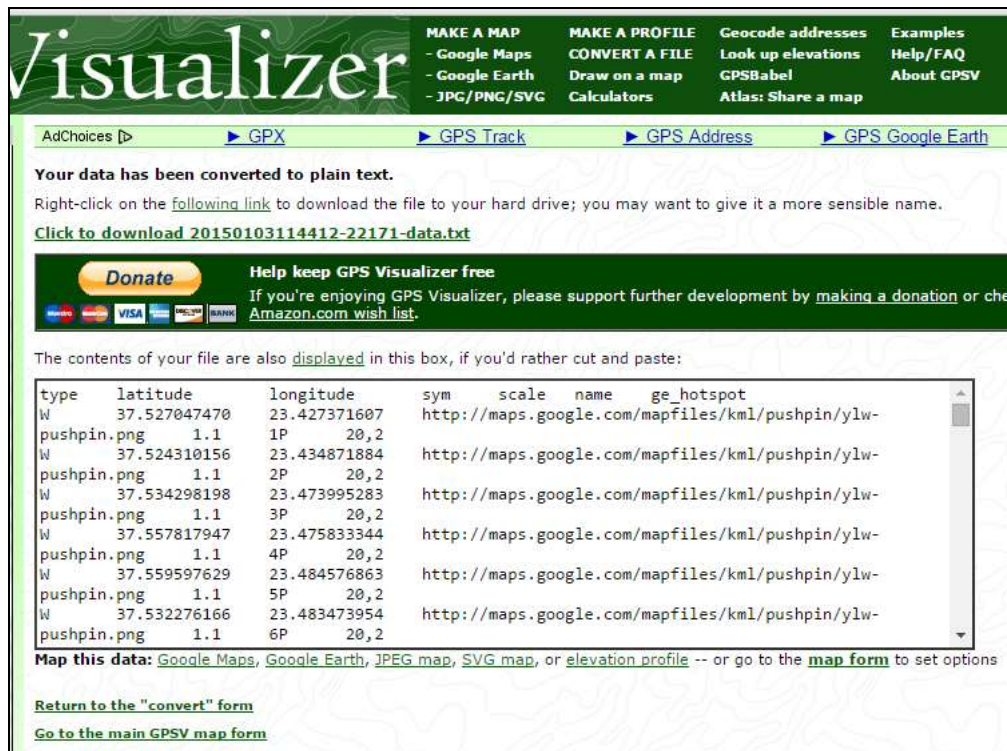 Visualizer
MAKE A MAP
- Google Maps
- Google Earth
- JPG/PNG/SVG
MAKE A PROFILE
CONVERT A FILE
Draw on a map
Calculators
Geocode addresses
Look up elevations
GPSBabel
Atlas: Share a map
Examples
Help/FAQ
About GPSV
AdChoices ► GPX ► GPS Track ► GPS Address ► GPS Google Earth
Your data has been converted to plain text.
Right-click on the following link to download the file to your hard drive; you may want to give it a more sensible name.
Click to download 20150103114412-22171-data.txt
Donate
Maestro VISA BANK
Help keep GPS Visualizer free
If you're enjoying GPS Visualizer, please support further development by making a donation or che
Amazon.com wish list.
The contents of your file are also displayed in this box, if you'd rather cut and paste:
type latitude longitude sym scale name ge_hotspot
W 37.527047470 23.427371607 http://maps.google.com/mapfiles/kml/pushpin/ylw-
pushpin.png 1.1 1P 20,2
W 37.524310156 23.434871884 http://maps.google.com/mapfiles/kml/pushpin/ylw-
pushpin.png 1.1 2P 20,2
W 37.534298198 23.473995283 http://maps.google.com/mapfiles/kml/pushpin/ylw-
pushpin.png 1.1 3P 20,2
W 37.557817947 23.475833344 http://maps.google.com/mapfiles/kml/pushpin/ylw-
pushpin.png 1.1 4P 20,2
W 37.559597629 23.484576863 http://maps.google.com/mapfiles/kml/pushpin/ylw-
pushpin.png 1.1 5P 20,2
W 37.532276166 23.483473954 http://maps.google.com/mapfiles/kml/pushpin/ylw-
pushpin.png 1.1 6P 20,2
Map this data: Google Maps, Google Earth, JPEG map, SVG map, or elevation profile -- or go to the map form to set options
Return to the "convert" form
Go to the main GPSV map form